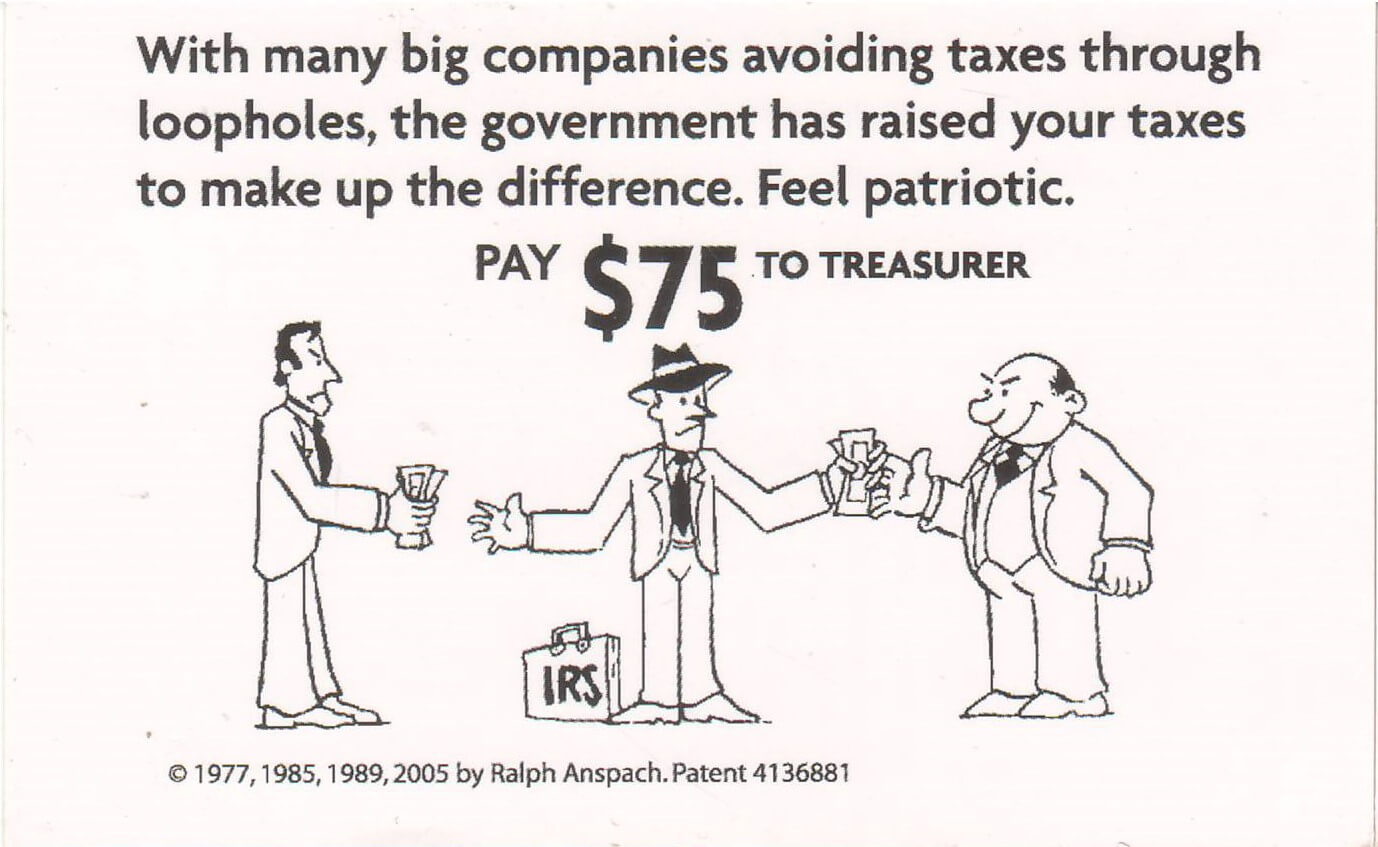 With many big companies avoiding taxes through
loopholes, the government has raised your taxes
to make up the difference. Feel patriotic.
PAY $75 TO TREASURER
IRS
© 1977, 1985, 1989, 2005 by Ralph Anspach. Patent 4136881